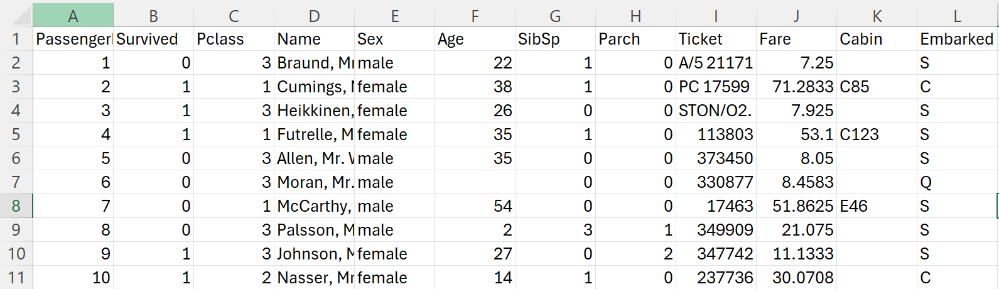 A B C D E F G H I J K L
1 Passenger Survived Pclass Name Sex Age SibSp Parch Ticket Fare Cabin Embarked
2 1 0 3 Braund, Mr male 22 1 0 A/5 21171 7.25 S
3 2 1 1 Cumings, female 38 1 0 PC 17599 71.2833 C85 C
4 3 1 3 Heikkinen, female 26 0 0 STON/O2. 7.925 S
5 4 1 1 Futrelle, M female 35 1 0 113803 53.1 C123 S
6 5 0 3 Allen, Mr. male 35 0 0 373450 8.05 S
7 6 0 3 Moran, Mr. male 0 0 330877 8.4583 Q
8 7 0 1 McCarthy, male 54 0 0 17463 51.8625 E46 S
9 8 0 3 Palsson, M male 2 3 1 349909 21.075 S
10 9 1 3 Johnson, M female 27 0 2 347742 11.1333 S
11 10 1 2 Nasser, Mr female 14 1 0 237736 30.0708 C